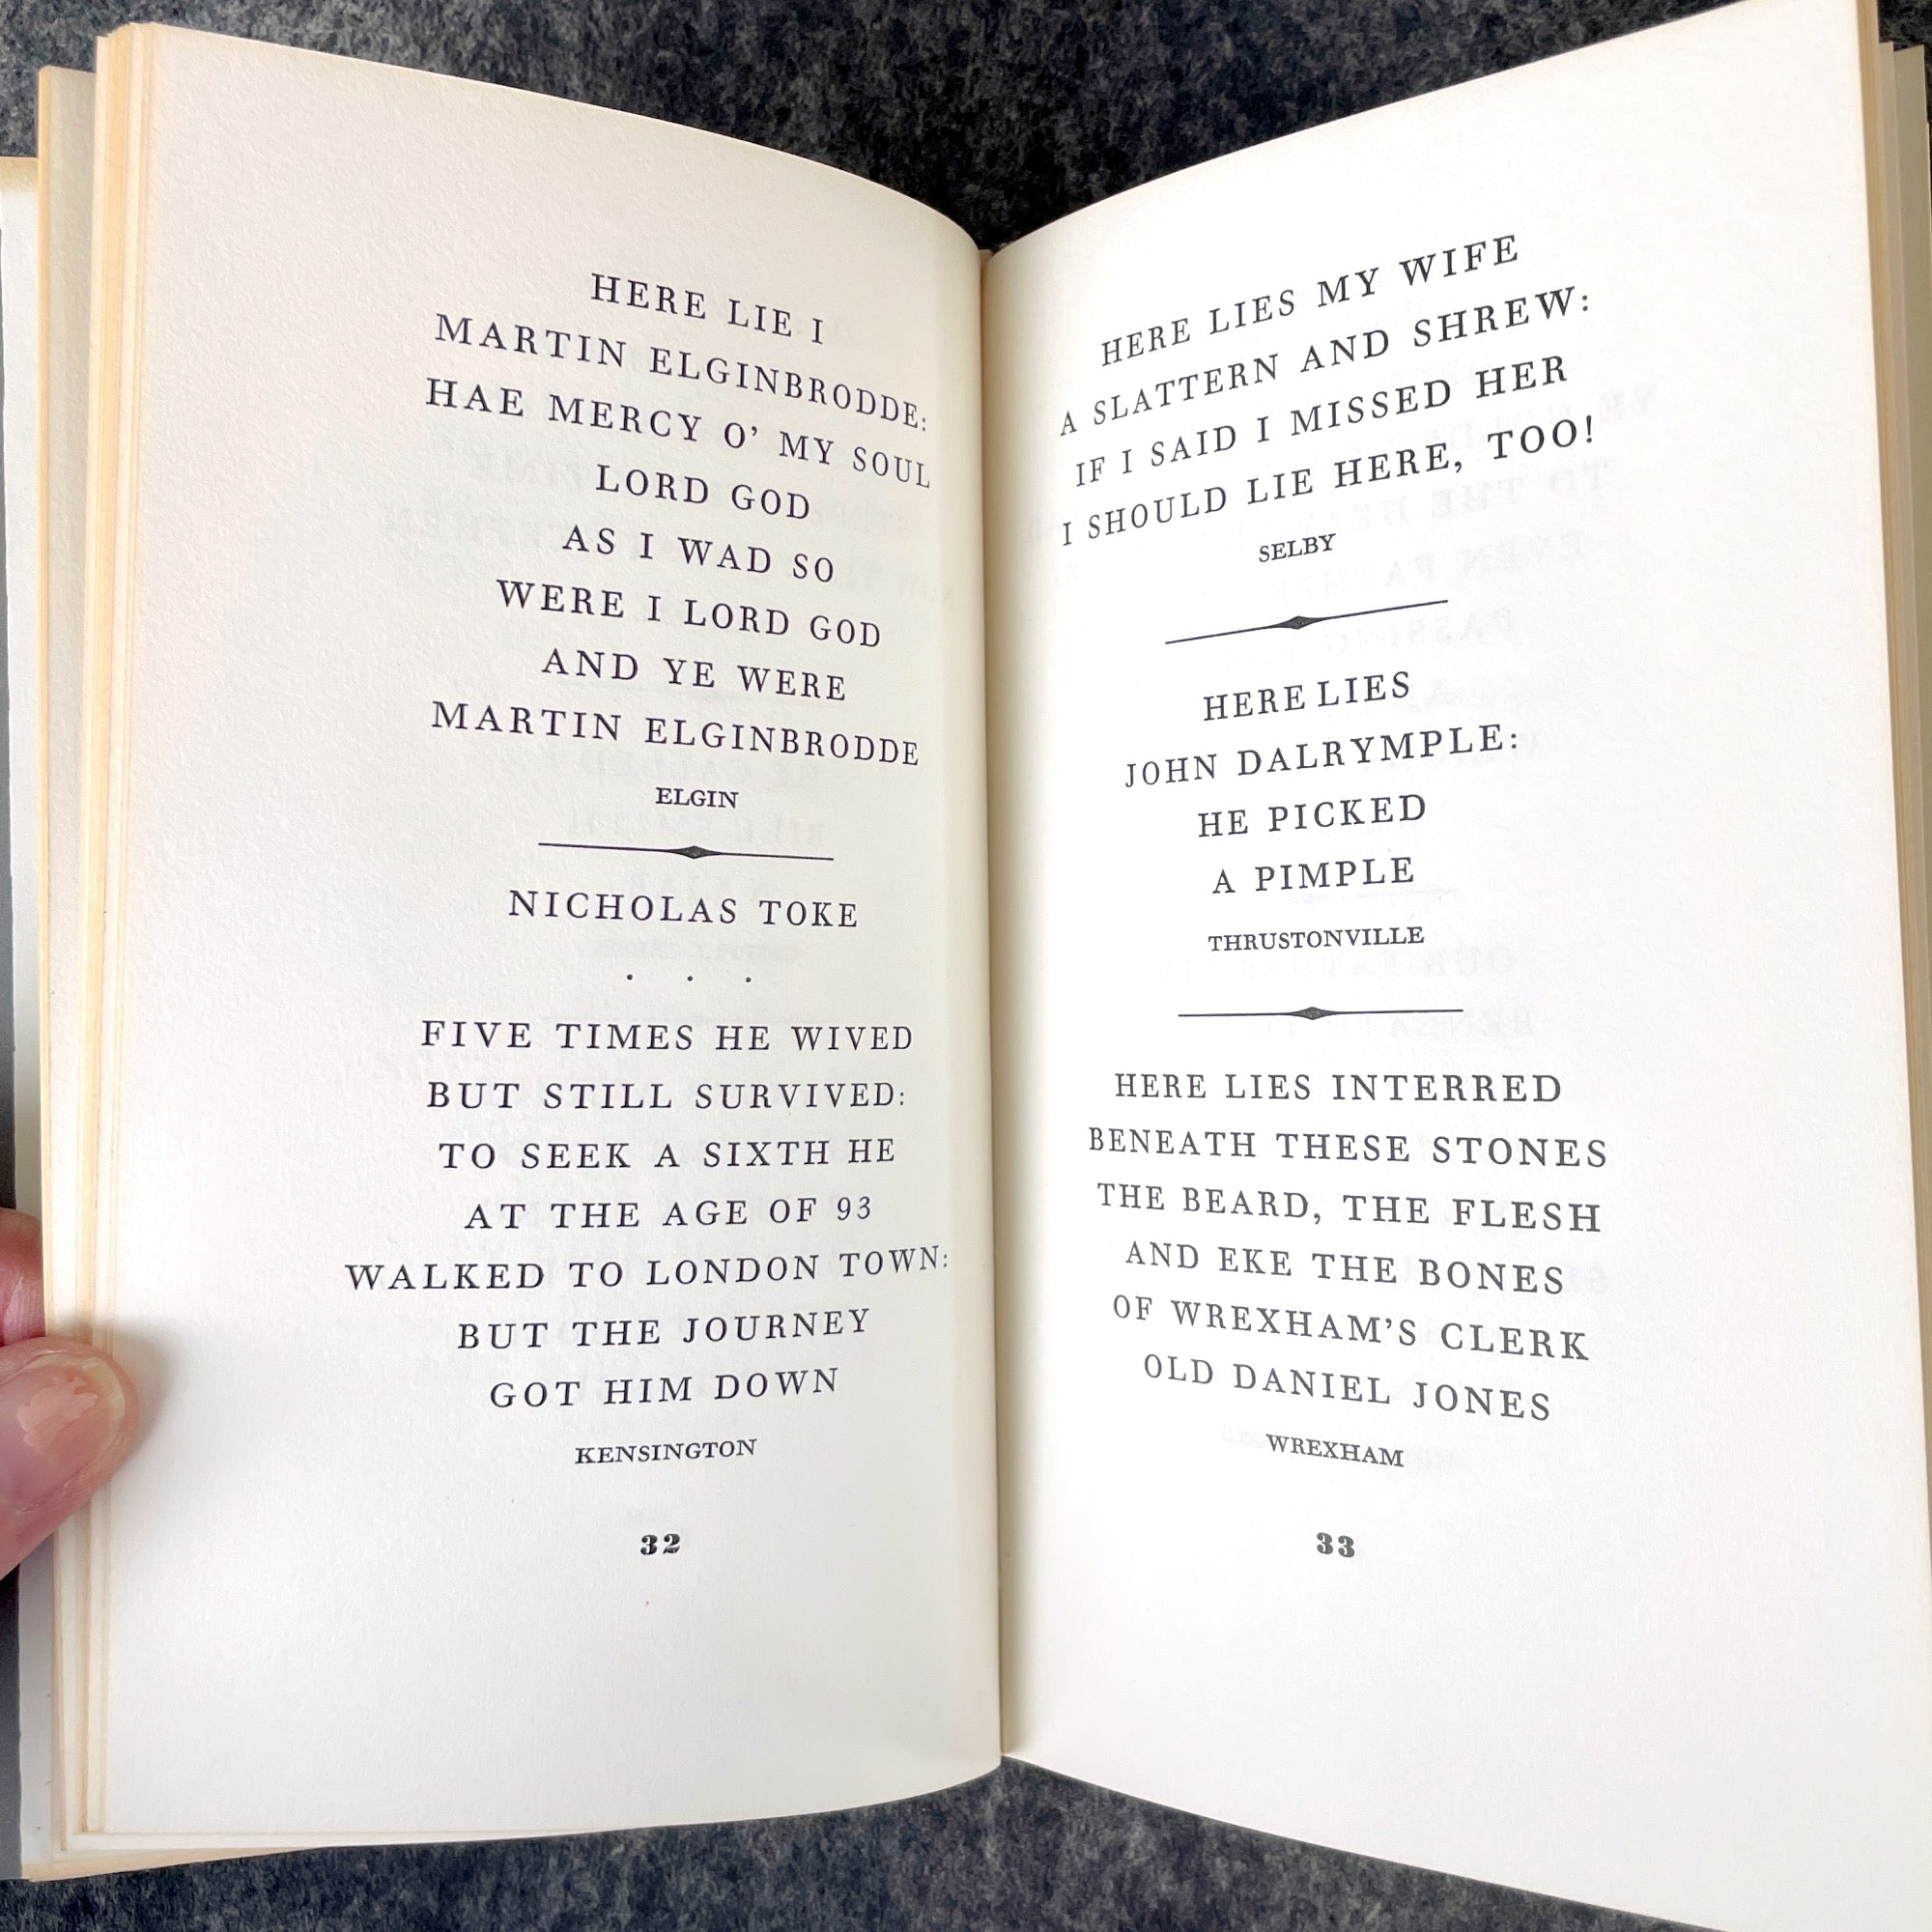 HERE LIE I
MARTIN ELGINBRODDE:
HAE MERCY O' MY SOUL
LORD GOD
AS I WAD SO
WERE I LORD GOD
AND YE WERE
MARTIN ELGINBRODDE
ELGIN
NICHOLAS TOKE
. . .
FIVE TIMES HE WIVED
BUT STILL SURVIVED:
TO SEEK A SIXTH HE
AT THE AGE OF 93
WALKED TO LONDON TOWN:
BUT THE JOURNEY
GOT HIM DOWN
KENSINGTON
32
HERE LIES MY WIFE
A SLATTERN AND SHREW:
IF I SAID I MISSED HER
I SHOULD LIE HERE, TOO!
SELBY
HERE LIES
JOHN DALRYMPLE:
HE PICKED
A PIMPLE
THRUSTONVILLE
HERE LIES INTERRED
BENEATH THESE STONES
THE BEARD, THE FLESH
AND EKE THE BONES
OF WREXHAM'S CLERK
OLD DANIEL JONES
WREXHAM
33